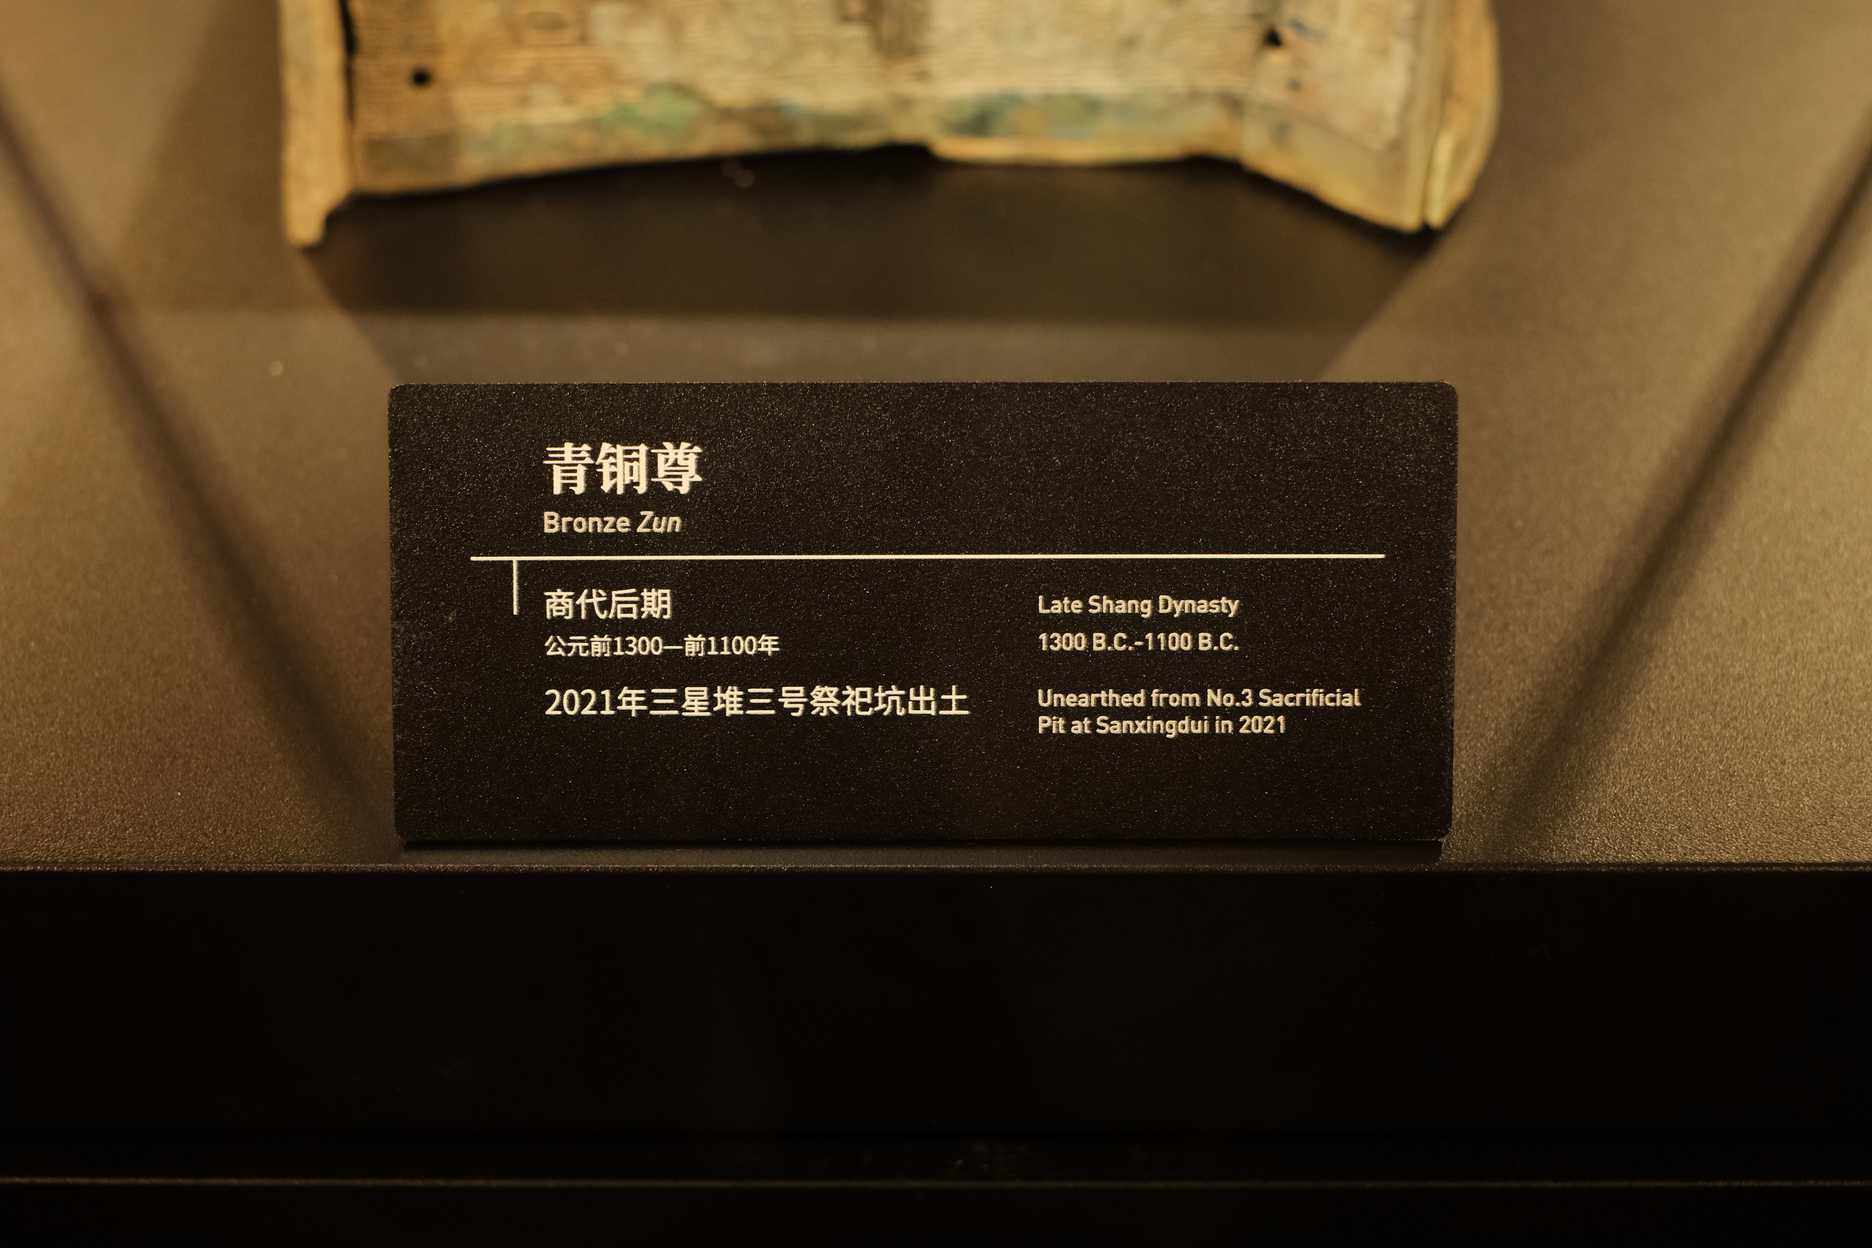 青铜尊
Bronze Zun
商代后期
公元前1300—前1100年
2021年三星堆三号祭祀坑出土
Late Shang Dynasty
1300 B.C.-1100 B.C.
Unearthed from No.3 Sacrificial
Pit at Sanxingdui in 2021